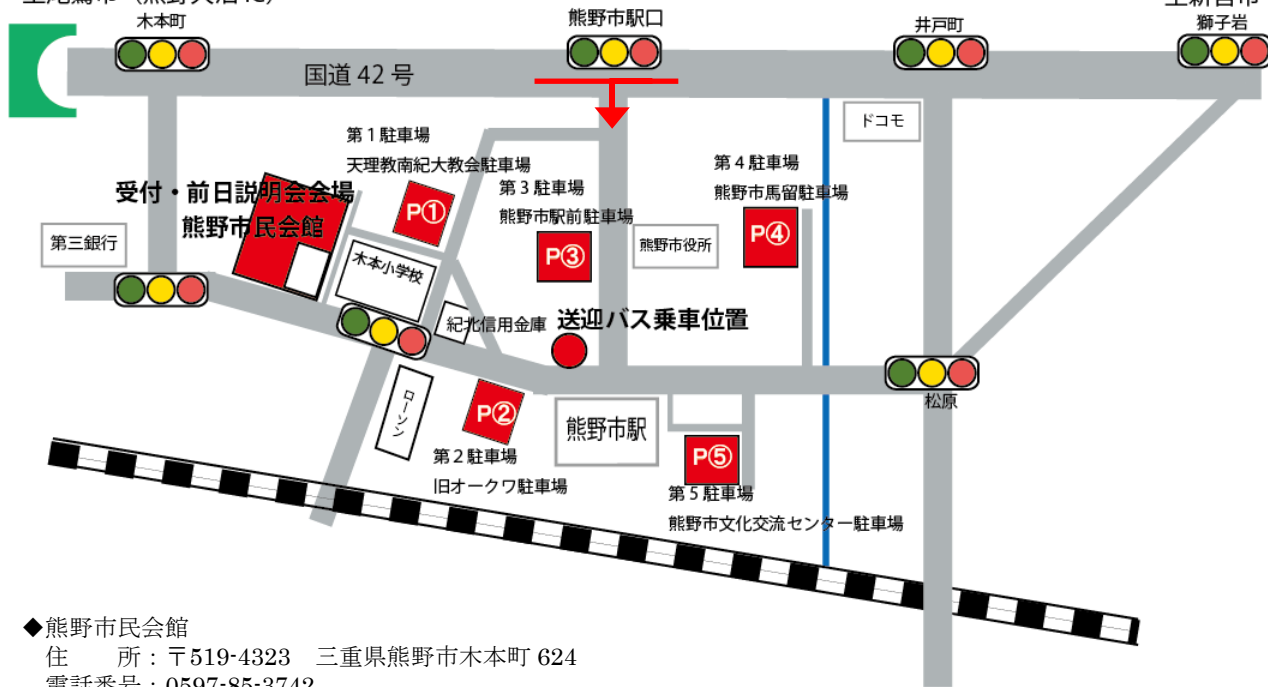 木本町
熊野市駅口
井戸町
獅子岩
国道 42 号
ドコモ
第 1 駐車場
天理教南紀大教会駐車場
第 4 駐車場
熊野市馬留駐車場
受付・前日説明会会場
熊野市民会館
第 3 駐車場
熊野市駅前駐車場
P①
P④
第三銀行
熊野市役所
P③
木本小学校
紀北信用金庫
送迎バス乗車位置
ローソン
P②
熊野市駅
松原
P⑤
第 2 駐車場
旧オークワ駐車場
第 5 駐車場
熊野市文化交流センター駐車場
◆熊野市民会館
住　　所：〒519-4323　三重県熊野市木本町 624
電話番号：0597-85-3742